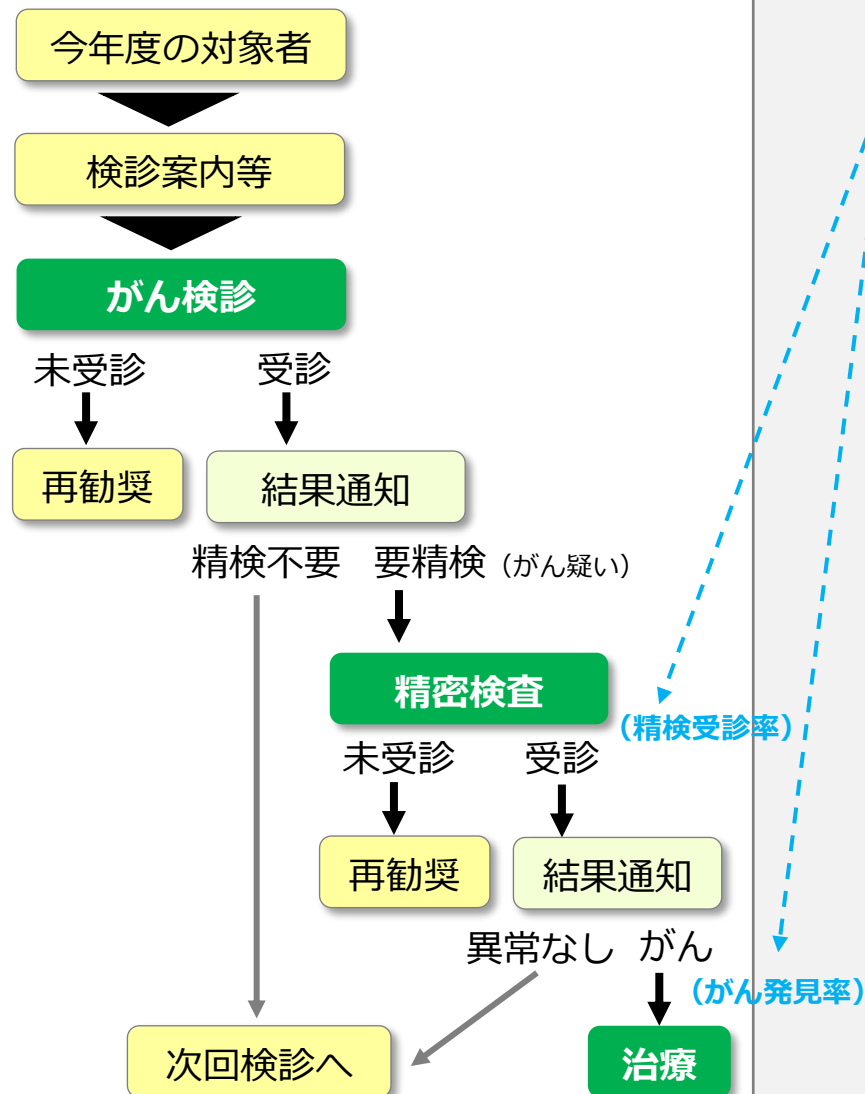 今年度の対象者
検診案内等
がん検診
未受診 受診
再勧奨 結果通知
精検不要 要精検（がん疑い）
精密検査
（精検受診率）
未受診 受診
再勧奨 結果通知
異常なし がん
（がん発見率）
次回検診へ 治療